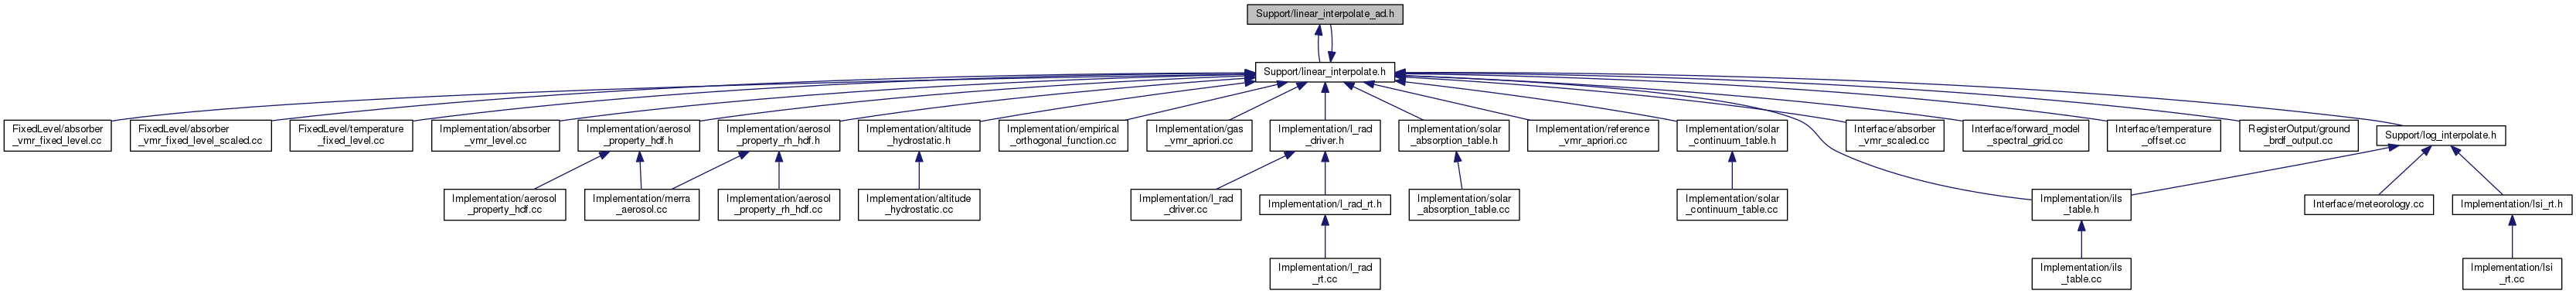 Support/linear_interpolate_ad.h
Support/linear_interpolate.h
FixedLevel/absorber
_vmr_fixed_level.cc
FixedLevel/absorber
_vmr_fixed_level_scaled.cc
FixedLevel/temperature
_fixed_level.cc
Implementation/absorber
_vmr_level.cc
Implementation/aerosol
_property_hdf.h
Implementation/aerosol
_property_rh_hdf.h
Implementation/altitude
_hydrostatic.h
Implementation/empirical
_orthogonal_function.cc
Implementation/gas
_vmr_apriori.cc
Implementation/l_rad
_driver.h
Implementation/solar
_absorption_table.h
Implementation/reference
_vmr_apriori.cc
Implementation/solar
_continuum_table.h
Interface/absorber
_vmr_scaled.cc
Interface/forward_model
_spectral_grid.cc
Interface/temperature
_offset.cc
RegisterOutput/ground
_brdf_output.cc
Support/log_interpolate.h
Implementation/aerosol
_property_hdf.cc
Implementation/merra
_aerosol.cc
Implementation/aerosol
_property_rh_hdf.cc
Implementation/altitude
_hydrostatic.cc
Implementation/l_rad
_driver.cc
Implementation/l_rad_rt.h
Implementation/solar
_absorption_table.cc
Implementation/solar
_continuum_table.cc
Implementation/ils
_table.h
Interface/meteorology.cc
Implementation/lsi_rt.h
Implementation/l_rad
_rt.cc
Implementation/ils
_table.cc
Implementation/lsi
_rt.cc